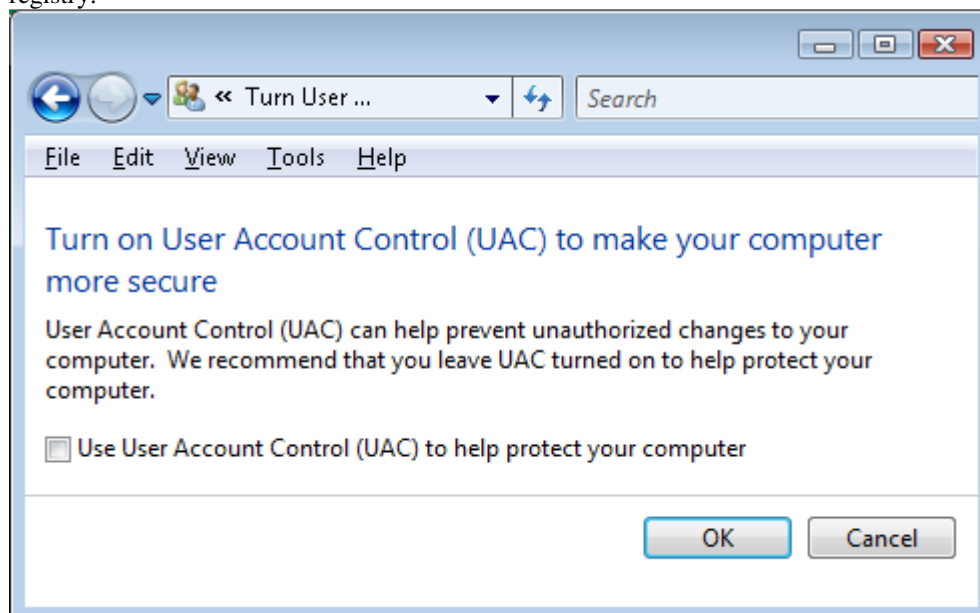 registry.
« Turn User ...
Search
File Edit View Tools Help
Turn on User Account Control (UAC) to make your computer
more secure
User Account Control (UAC) can help prevent unauthorized changes to your
computer.  We recommend that you leave UAC turned on to help protect your
computer.
Use User Account Control (UAC) to help protect your computer
OK Cancel